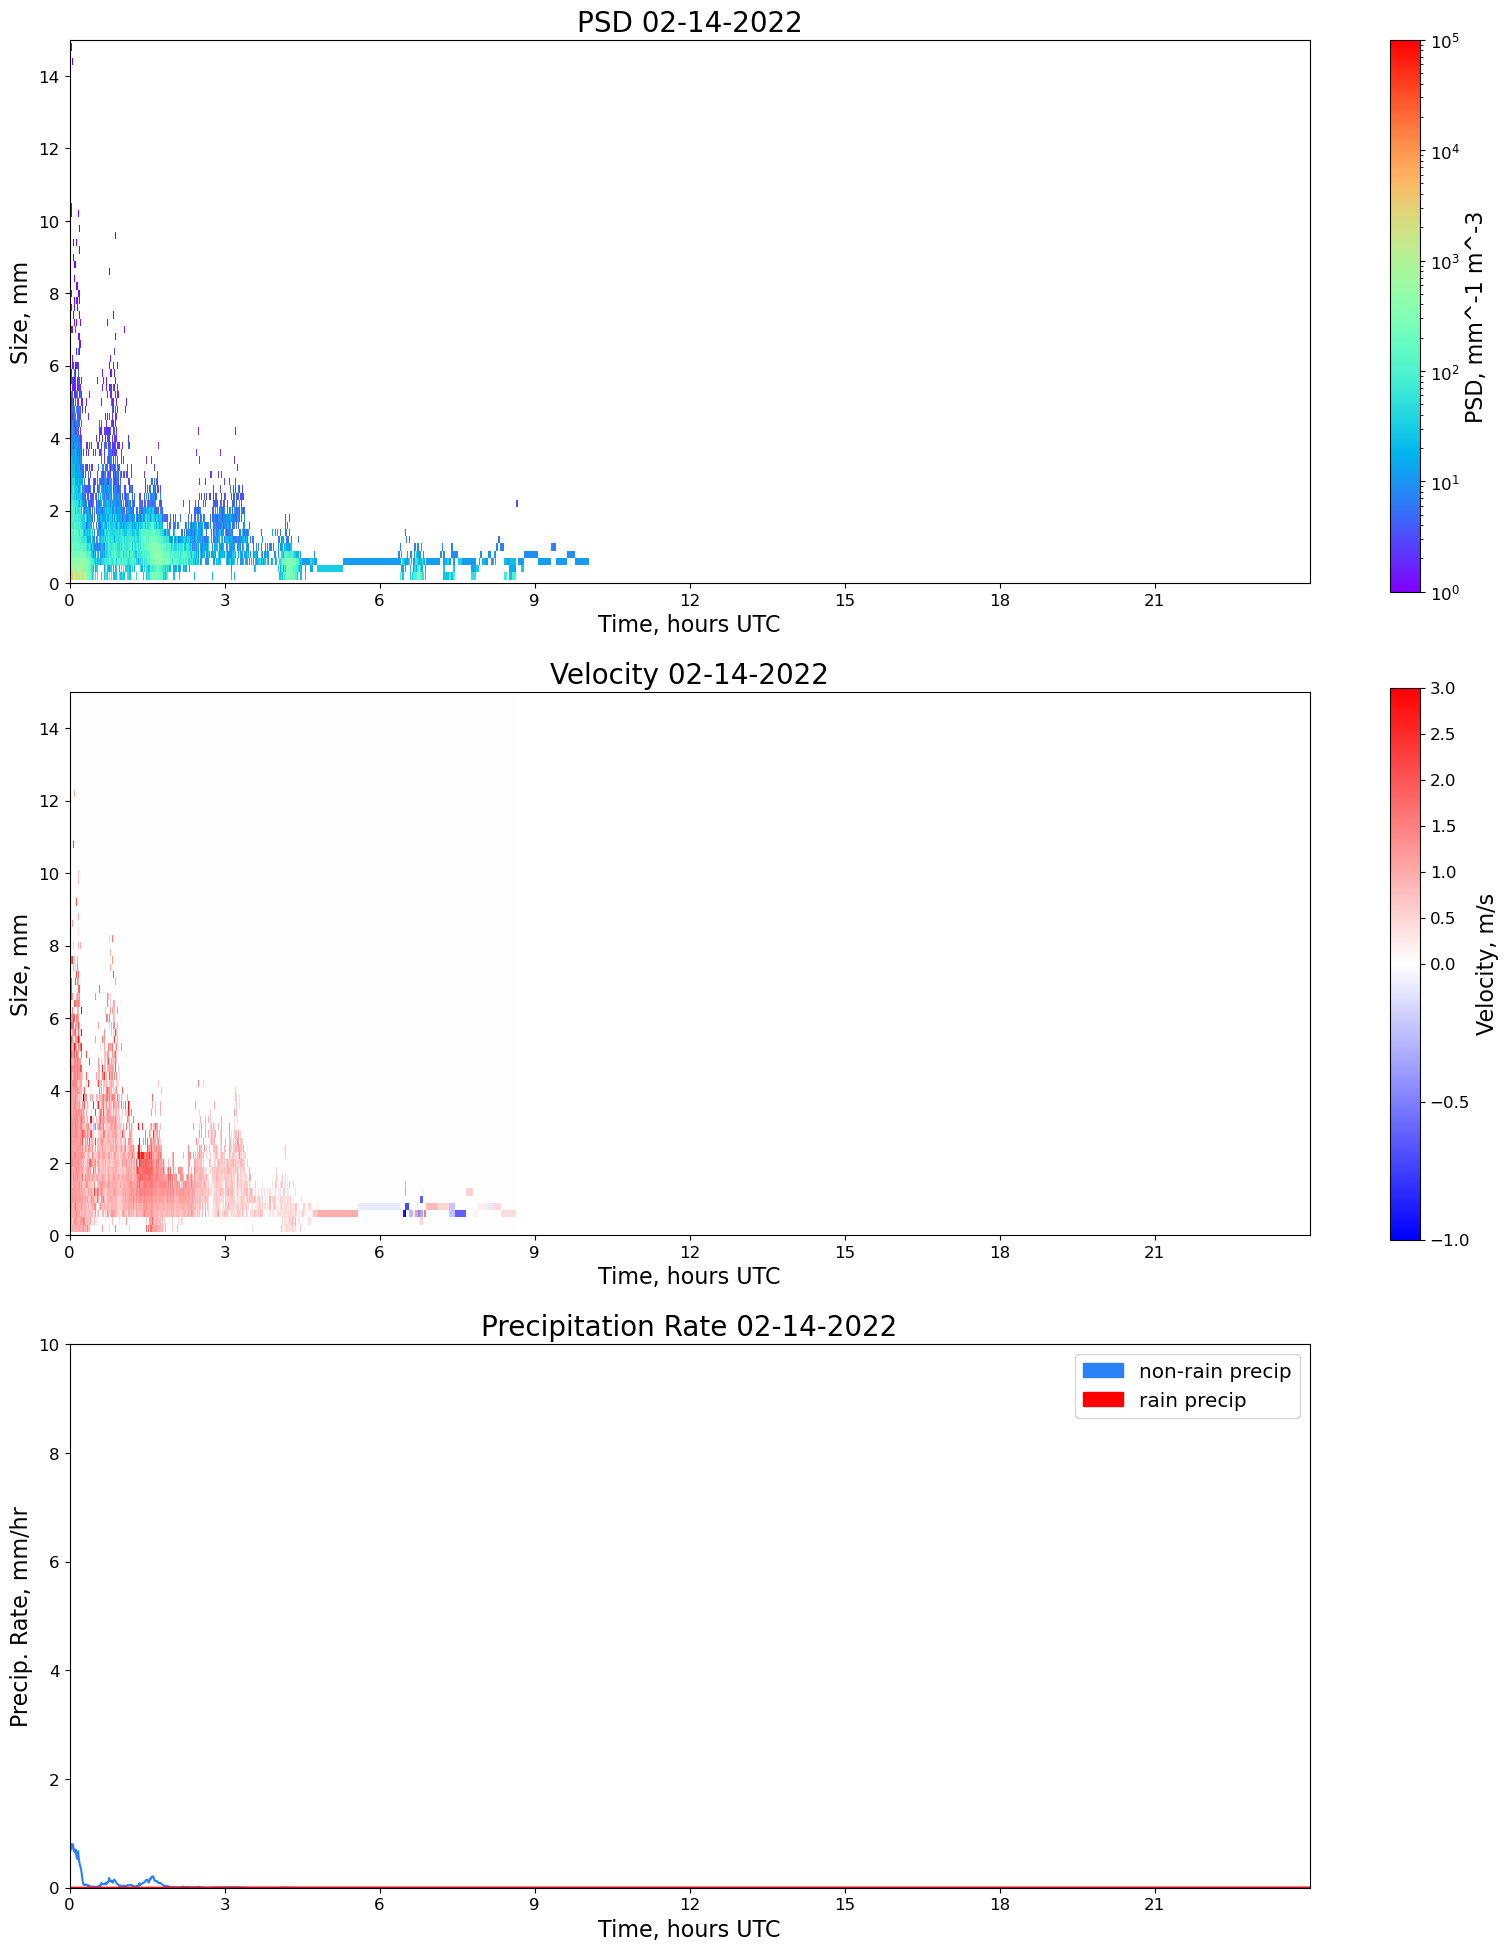 PSD 02-14-2022
14
12
10
8
6
4
2
0
Size, mm
0 3 6 9 12 15 18 21
Time, hours UTC
10^5
10^4
10^3
10^2
10^1
10^0
PSD, mm^-1 m^-3
Velocity 02-14-2022
14
12
10
8
6
4
2
0
Size, mm
0 3 6 9 12 15 18 21
Time, hours UTC
3.0
2.5
2.0
1.5
1.0
0.5
0.0
−0.5
−1.0
Velocity, m/s
Precipitation Rate 02-14-2022
10
8
6
4
2
0
Precip. Rate, mm/hr
non-rain precip
rain precip
0 3 6 9 12 15 18 21
Time, hours UTC